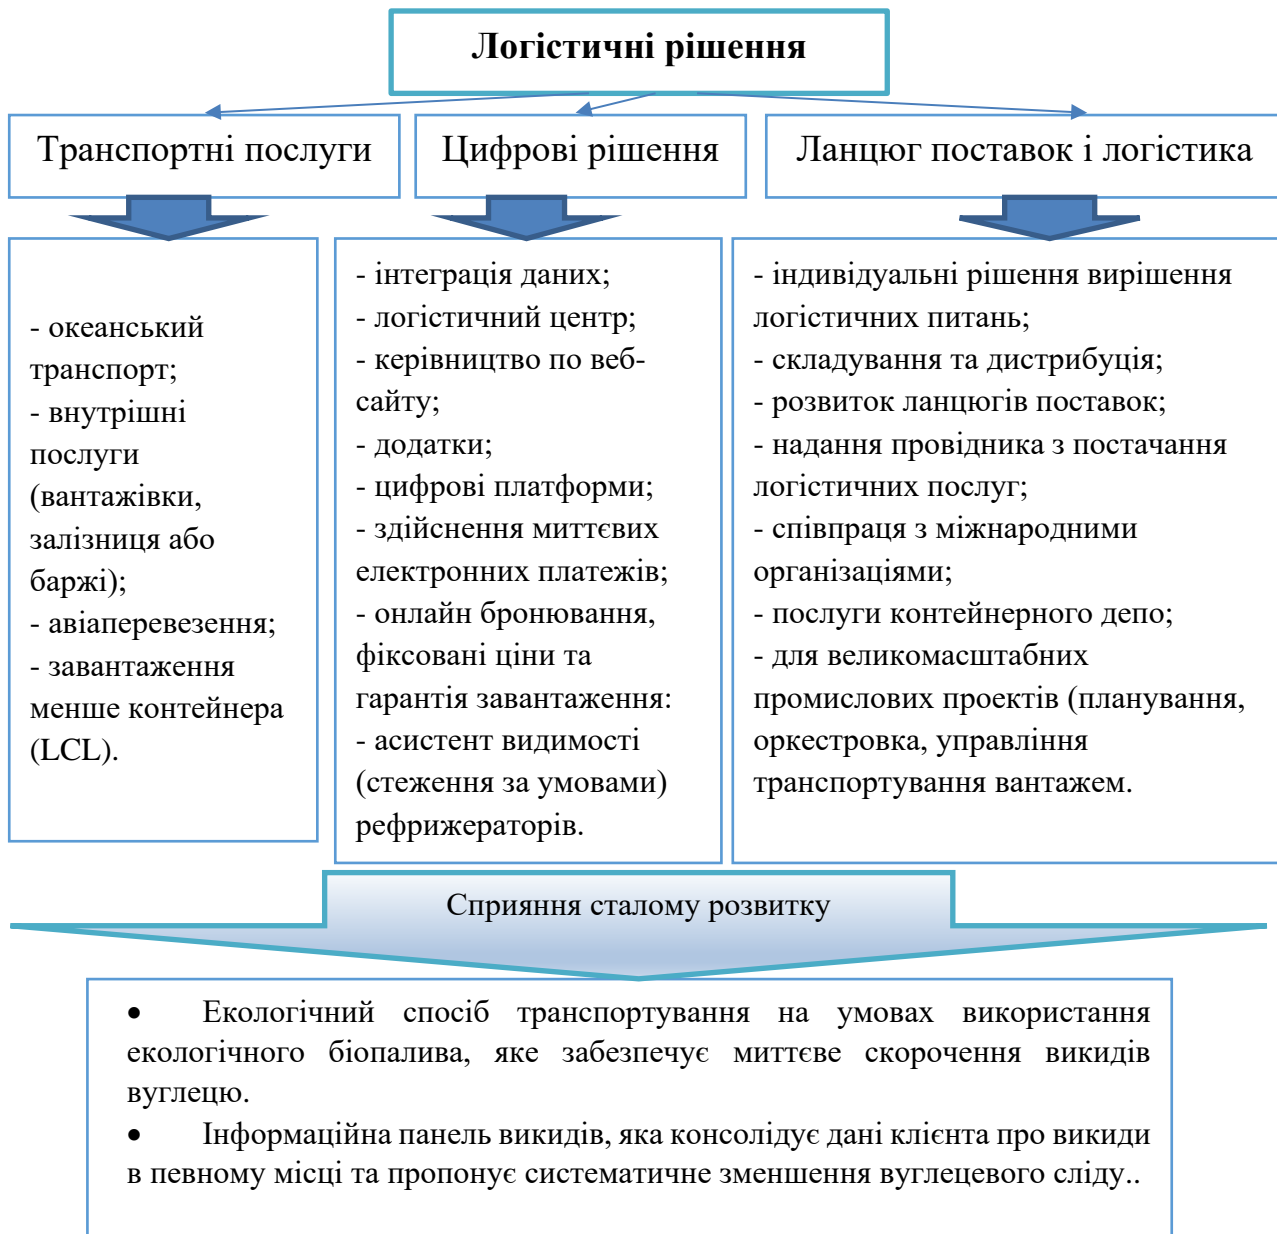 Логістичні рішення
Транспортні послуги
Цифрові рішення
Ланцюг поставок і логістика
- океанський
транспорт;
- внутрішні
послуги
(вантажівки,
залізниця або
баржі);
- авіаперевезення;
- завантаження
менше контейнера
(LCL).
- інтеграція даних;
- логістичний центр;
- керівництво по веб-
сайту;
- додатки;
- цифрові платформи;
- здійснення миттєвих
електронних платежів;
- онлайн бронювання,
фіксовані ціни та
гарантія завантаження:
- асистент видимості
(стеження за умовами)
рефрижераторів.
- індивідуальні рішення вирішення
логістичних питань;
- складування та дистрибуція;
- розвиток ланцюгів поставок;
- надання провідника з постачання
логістичних послуг;
- співпраця з міжнародними
організаціями;
- послуги контейнерного депо;
- для великомасштабних
промислових проектів (планування,
оркестровка, управління
транспортування вантажем.
Сприяння сталому розвитку
• Екологічний спосіб транспортування на умовах використання
екологічного біопалива, яке забезпечує миттєве скорочення викидів
вуглецю.
• Інформаційна панель викидів, яка консолідує дані клієнта про викиди
в певному місці та пропонує систематичне зменшення вуглецевого сліду..